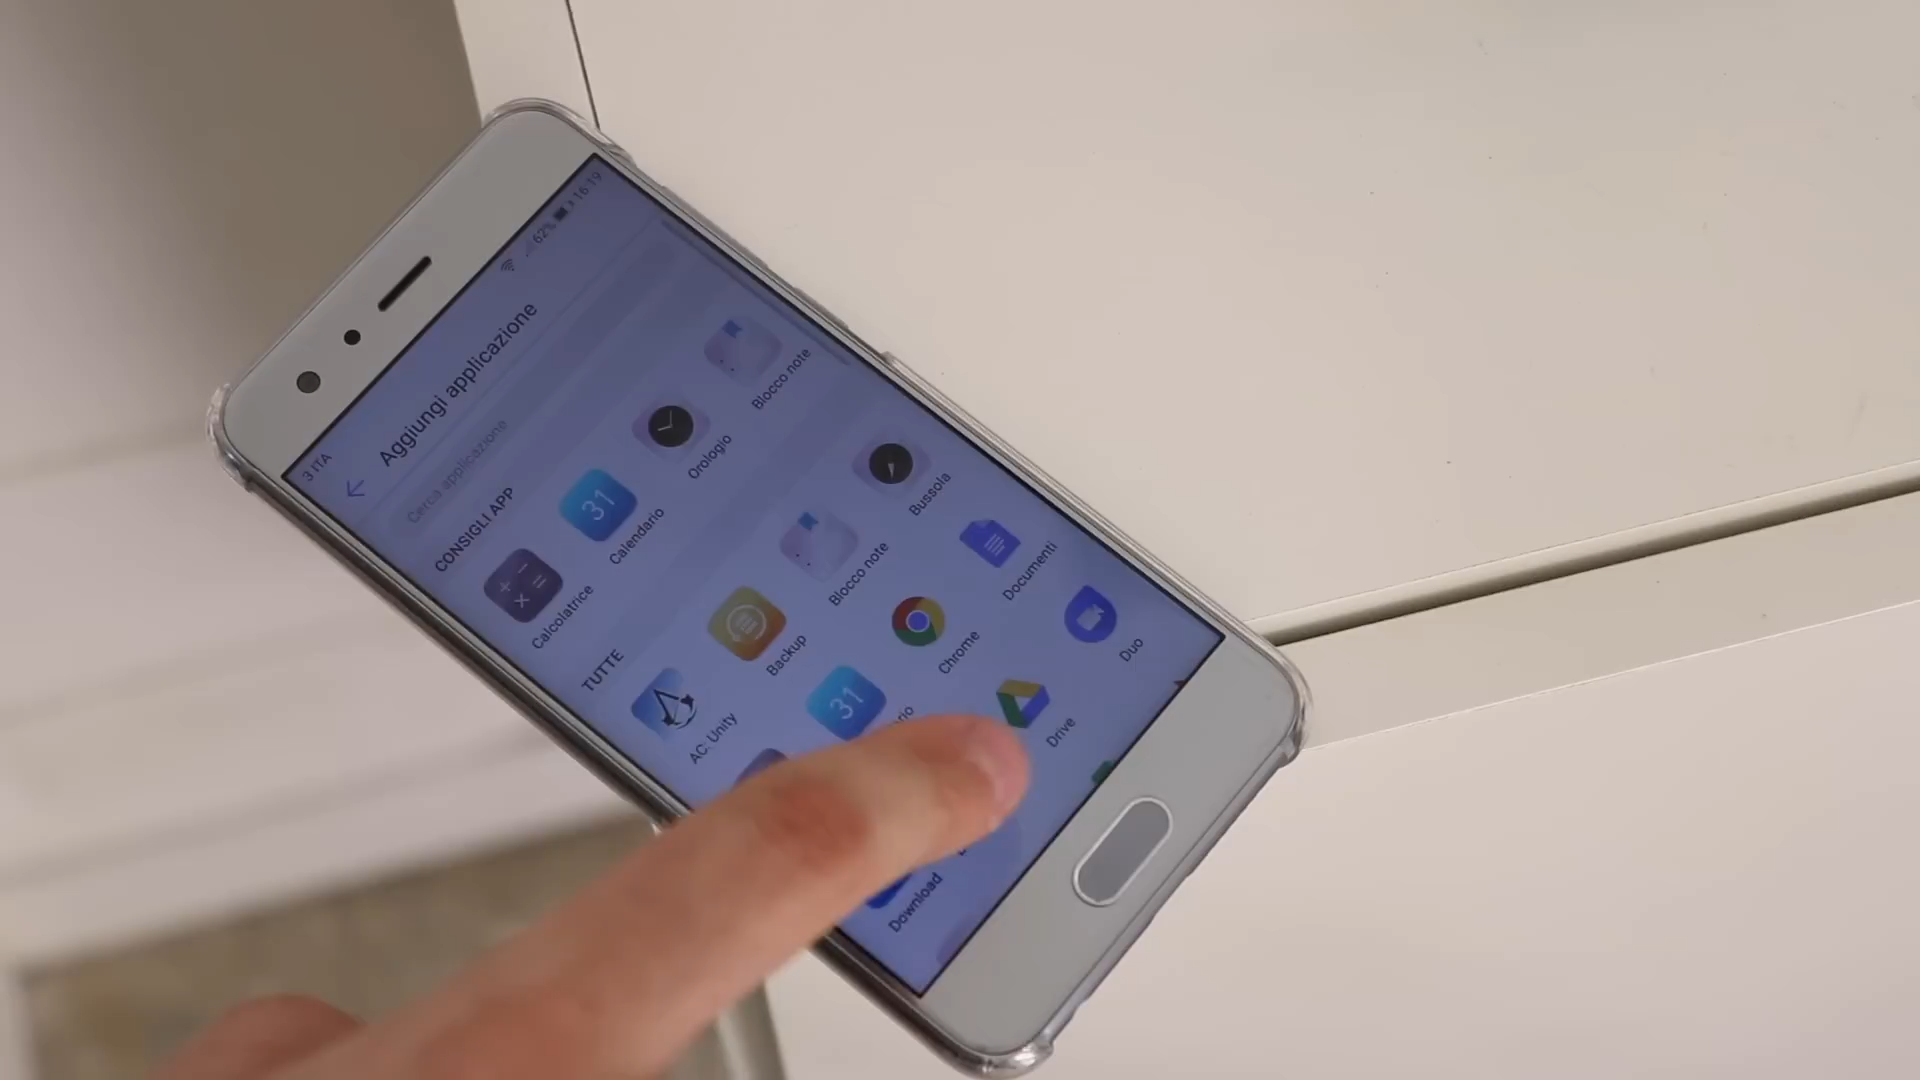 3 ITA 62% 16:19
Aggiungi applicazione
Cerca applicazione
CONSIGLI APP
Calcolatrice
31
Calendario
Orologio
Blocco note
TUTTE
AC: Unity
Backup
Blocco note
Bussola
31
rio
Chrome
Documenti
Download
Drive
Duo